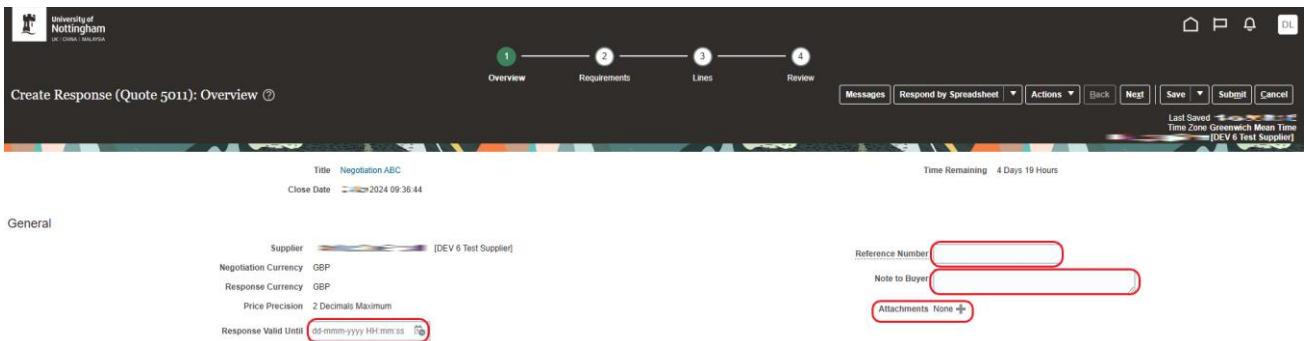 University of
Nottingham
UK | CHINA | MALAYSIA
DL
1 2 3 4
Overview Requirements Lines Review
Create Response (Quote 5011): Overview
Messages Respond by Spreadsheet Actions Back Next Save Submit Cancel
Last Saved
Time Zone Greenwich Mean Time
[DEV 6 Test Supplier]
Title Negotiation ABC
Time Remaining 4 Days 19 Hours
Close Date 2024 09:36:44
General
Supplier [DEV 6 Test Supplier]
Reference Number
Negotiation Currency GBP
Note to Buyer
Response Currency GBP
Price Precision 2 Decimals Maximum
Attachments None
Response Valid Until dd-mmm-yyyy HH:mm:ss